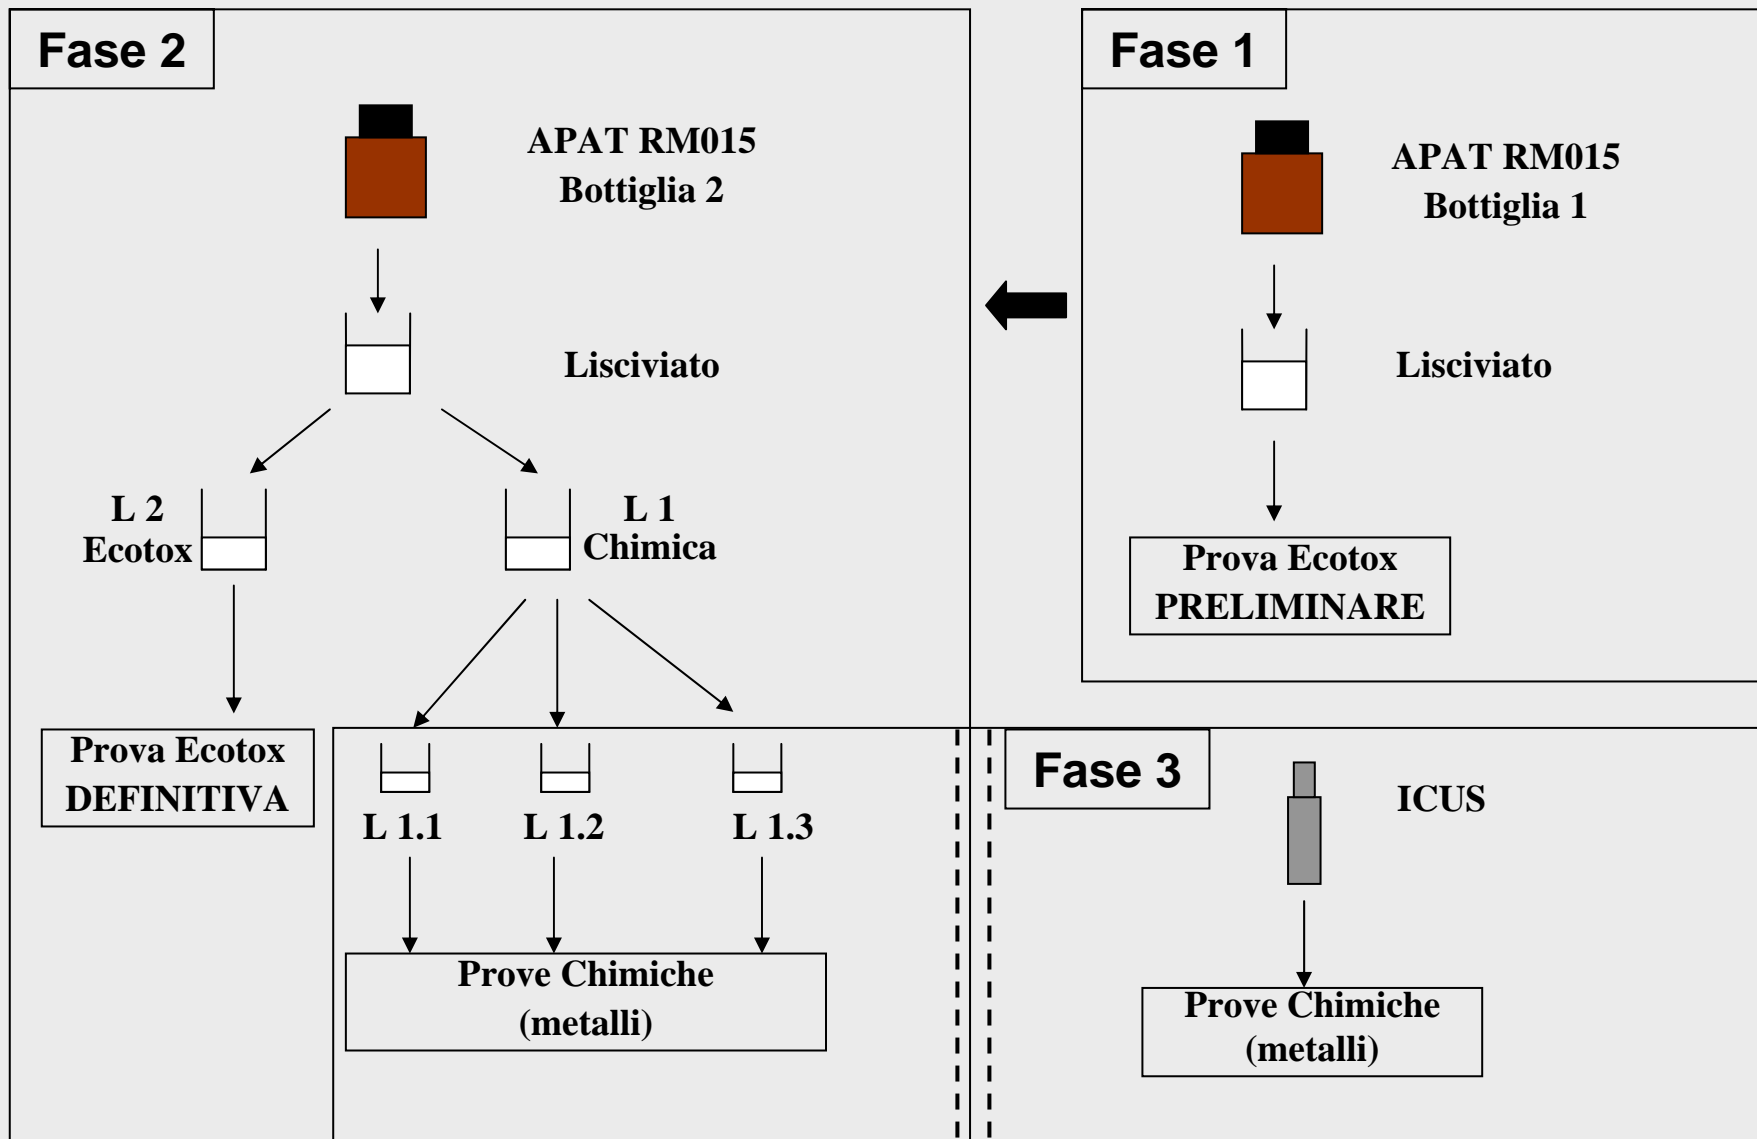 Fase 2
APAT RM015
Bottiglia 2
Lisciviato
L 2
Ecotox
L 1
Chimica
Prova Ecotox
DEFINITIVA
L 1.1
L 1.2
L 1.3
Prove Chimiche
(metalli)
Fase 1
APAT RM015
Bottiglia 1
Lisciviato
Prova Ecotox
PRELIMINARE
Fase 3
ICUS
Prove Chimiche
(metalli)